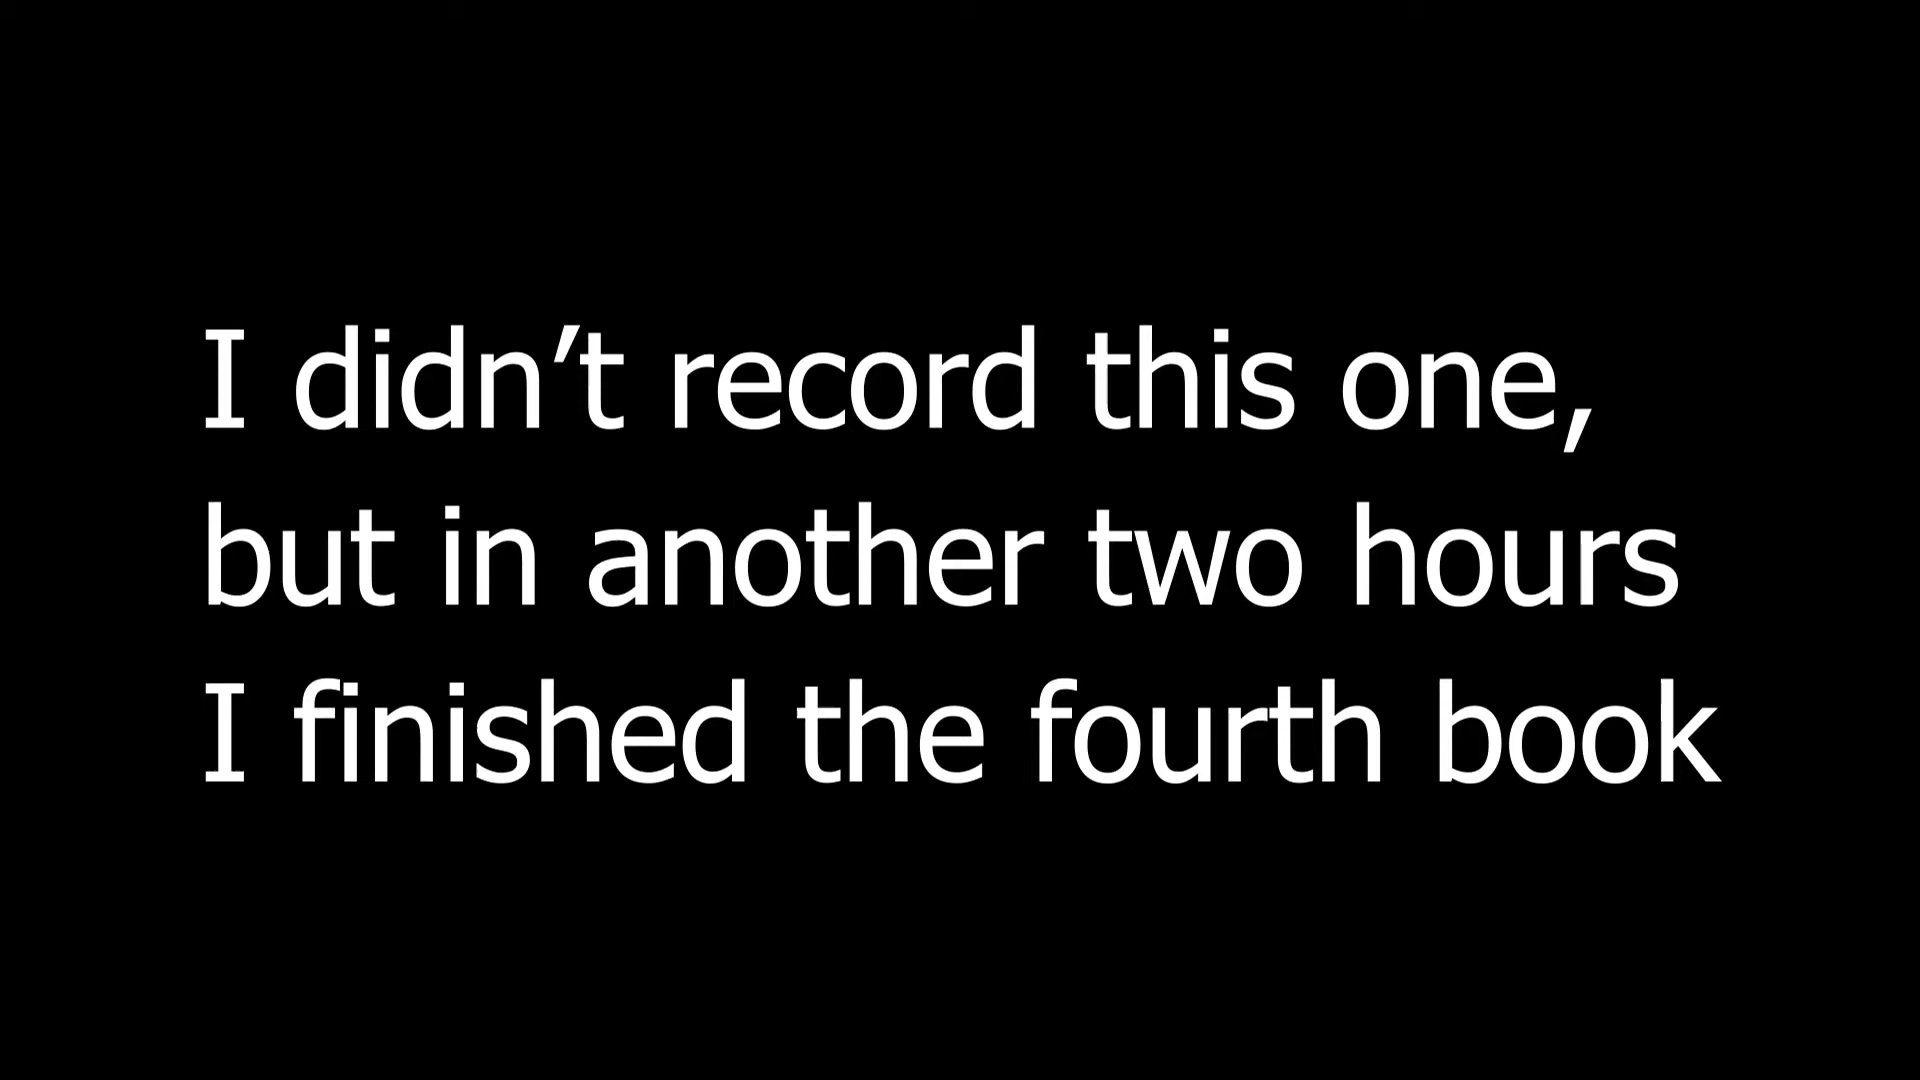 I didn’t record this one,
but in another two hours
I finished the fourth book